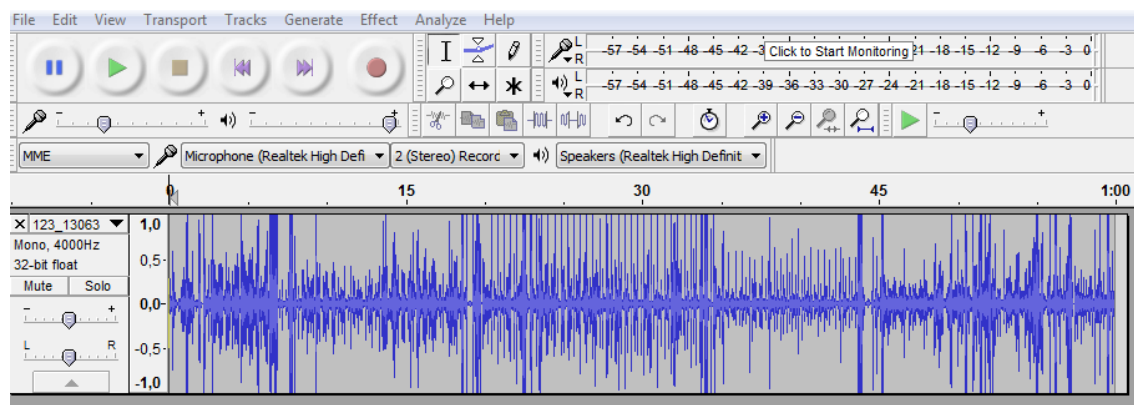 File Edit View Transport Tracks Generate Effect Analyze Help
L
R
-57 -54 -51 -48 -45 -42 -3 Click to Start Monitoring 21 -18 -15 -12 -9 -6 -3 0
L
R
-57 -54 -51 -48 -45 -42 -39 -36 -33 -30 -27 -24 -21 -18 -15 -12 -9 -6 -3 0
- + - + - +
MME Microphone (Realtek High Defi 2 (Stereo) Record Speakers (Realtek High Definit
0 15 30 45 1:00
X 123_13063 1,0
Mono, 4000Hz
32-bit float 0,5
Mute Solo
- + 0,0
L R -0,5
-1,0